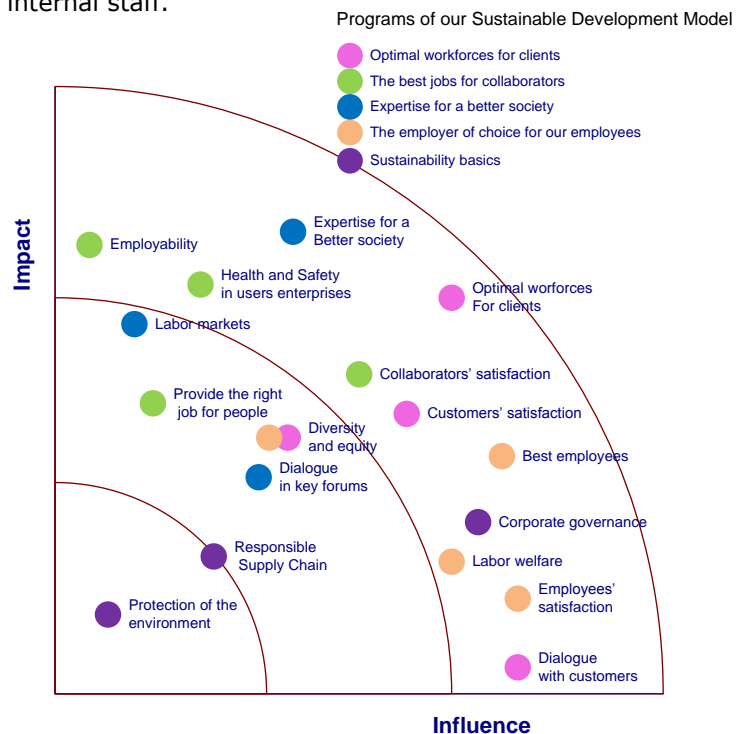 internal staff.
Programs of our Sustainable Development Model
Optimal workforces for clients
The best jobs for collaborators
Expertise for a better society
The employer of choice for our employees
Sustainability basics
Impact
Expertise for a
Better society
Employability
Health and Safety
in users enterprises
Optimal worforces
For clients
Labor markets
Collaborators' satisfaction
Provide the right
job for people
Customers' satisfaction
Diversity
and equity
Best employees
Dialogue
in key forums
Corporate governance
Responsible
Supply Chain
Labor welfare
Employees'
satisfaction
Protection of the
environment
Dialogue
with customers
Influence